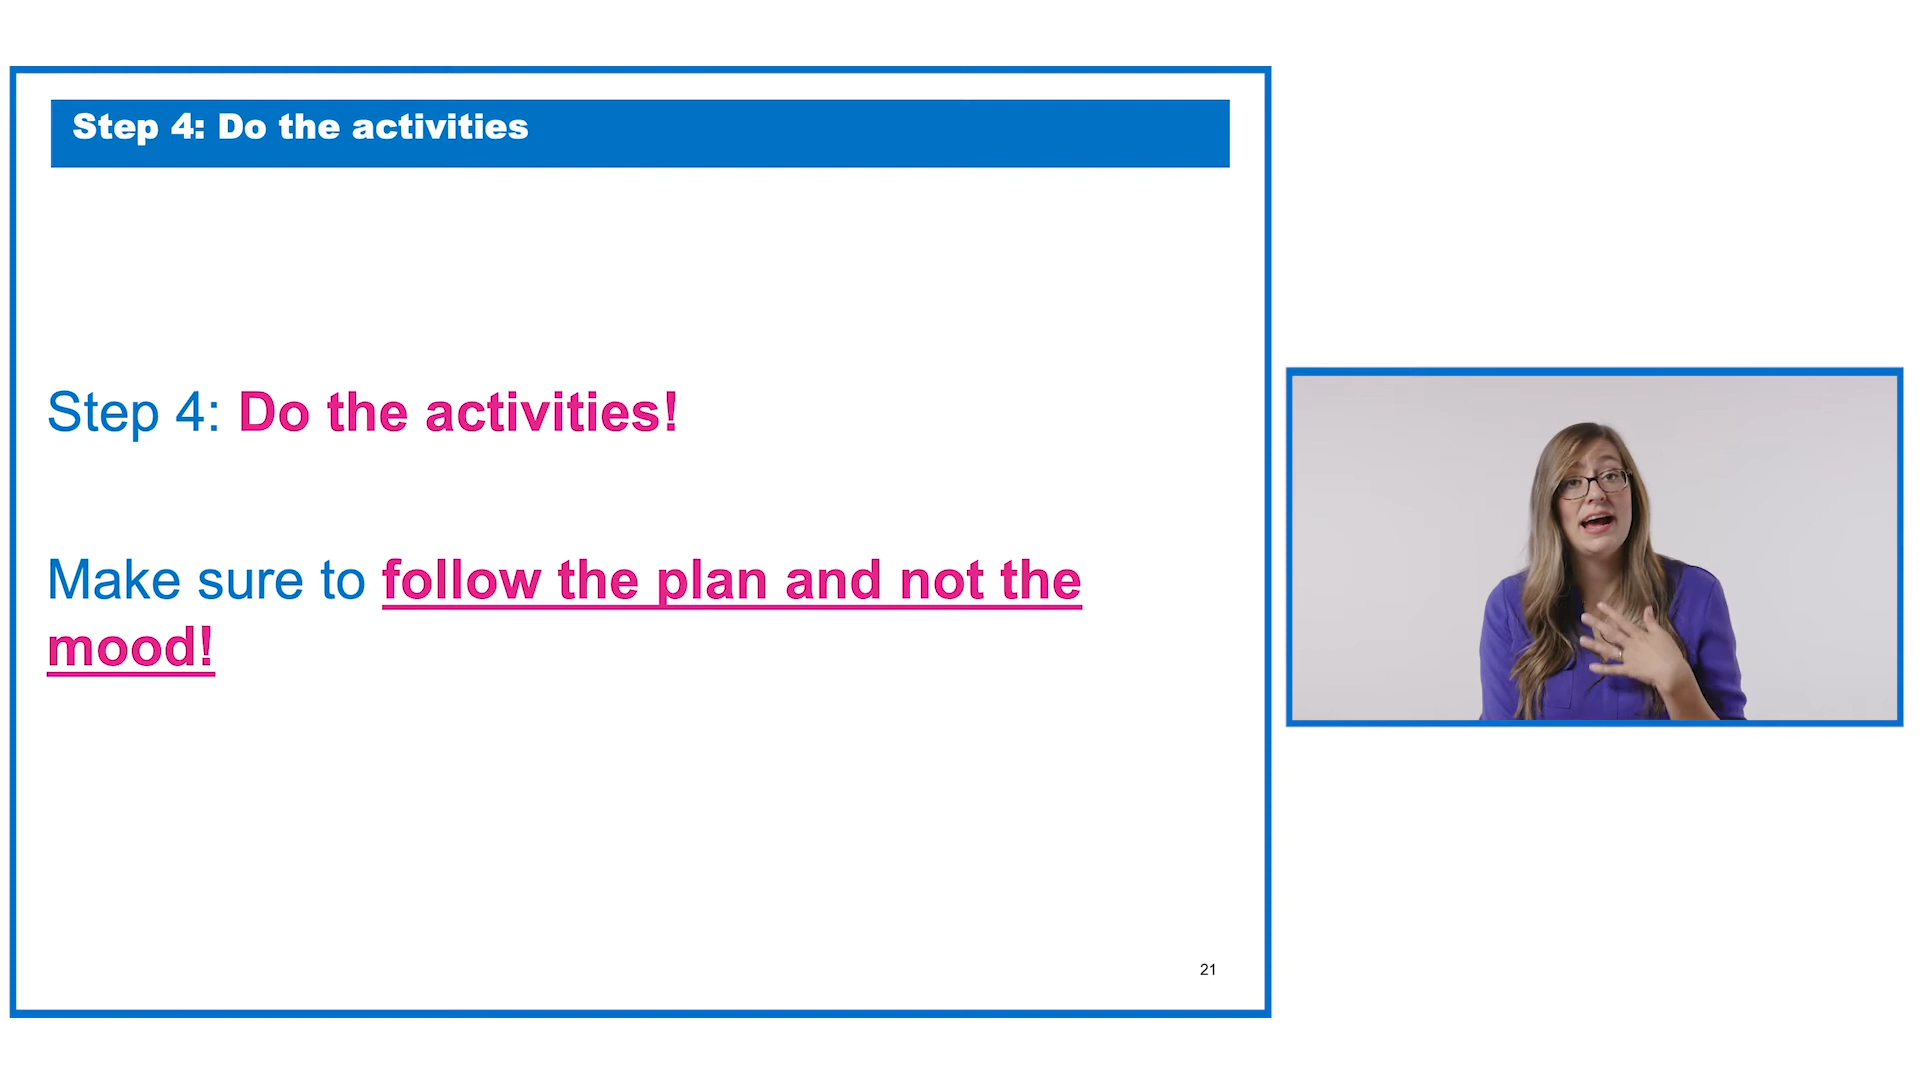 Step 4: Do the activities
Step 4: Do the activities!
Make sure to follow the plan and not the
mood!
21